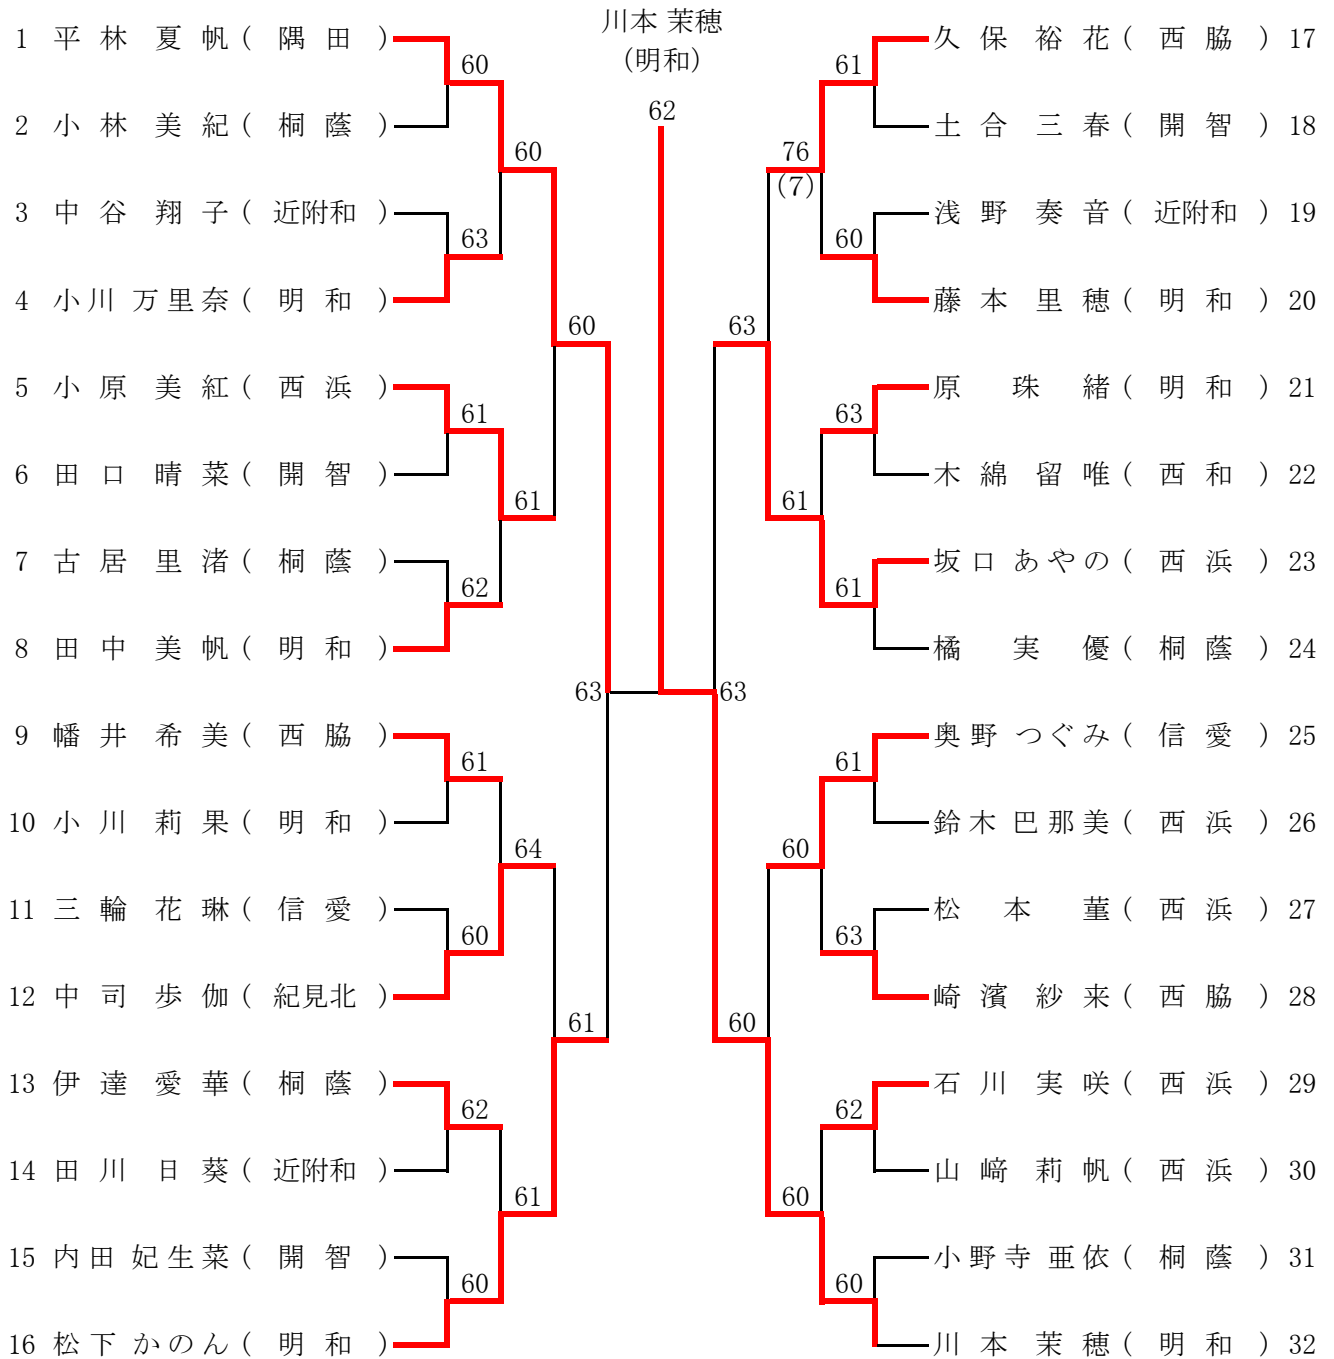 川本 茉穂
(明和)
62
1 平林 夏帆 ( 隅田 )
60
2 小林 美紀 ( 桐蔭 )
60
3 中谷 翔子 ( 近附和 )
63
4 小川 万里奈 ( 明和 )
60
5 小原 美紅 ( 西浜 )
61
6 田口 晴菜 ( 開智 )
61
7 古居 里渚 ( 桐蔭 )
62
8 田中 美帆 ( 明和 )
63
9 幡井 希美 ( 西脇 )
61
10 小川 莉果 ( 明和 )
64
11 三輪 花琳 ( 信愛 )
60
12 中司 歩伽 ( 紀見北 )
61
13 伊達 愛華 ( 桐蔭 )
62
14 田川 日葵 ( 近附和 )
61
15 内田 妃生菜 ( 開智 )
60
16 松下 かのん ( 明和 )
久保 裕花 ( 西脇 ) 17
61
土合 三春 ( 開智 ) 18
76
(7)
浅野 奏音 ( 近附和 ) 19
60
藤本 里穂 ( 明和 ) 20
63
原 珠緒 ( 明和 ) 21
63
木綿 留唯 ( 西和 ) 22
61
坂口 あやの ( 西浜 ) 23
61
橘 実優 ( 桐蔭 ) 24
63
奥野 つぐみ ( 信愛 ) 25
61
鈴木 巴那美 ( 西浜 ) 26
60
松本 菫 ( 西浜 ) 27
63
崎濱 紗来 ( 西脇 ) 28
60
石川 実咲 ( 西浜 ) 29
62
山﨑 莉帆 ( 西浜 ) 30
60
小野寺 亜依 ( 桐蔭 ) 31
60
川本 茉穂 ( 明和 ) 32